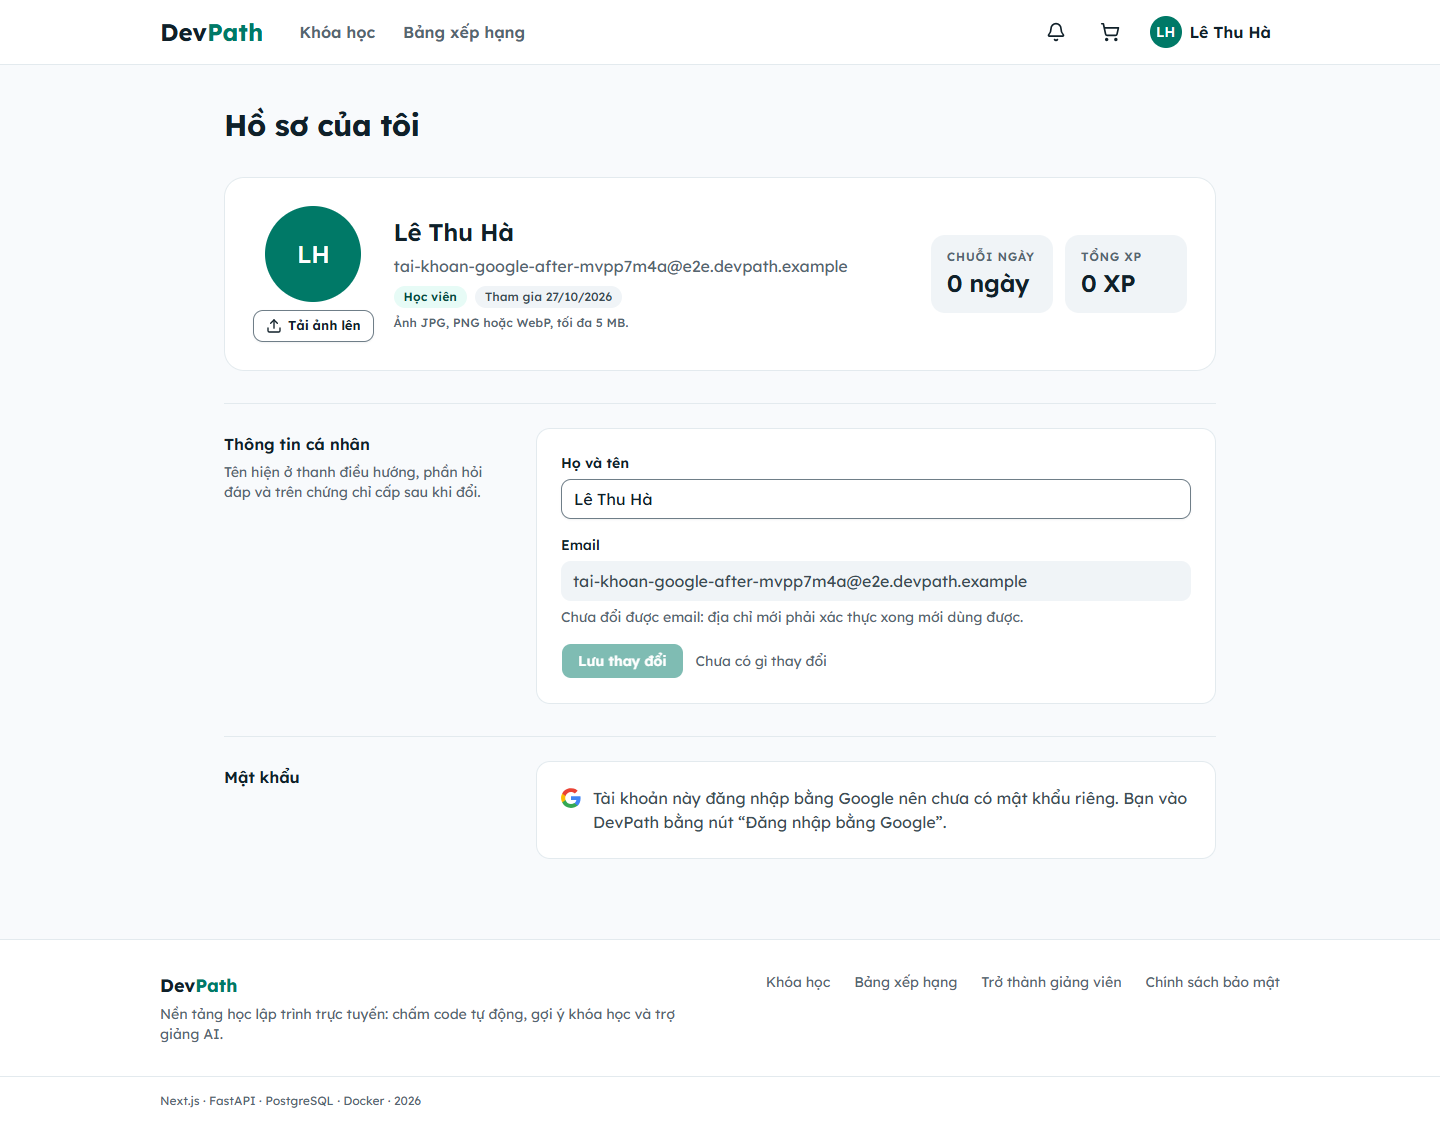 DevPath
Khóa học
Bảng xếp hạng
LH
Lê Thu Hà
Hồ sơ của tôi
LH
Tải ảnh lên
Lê Thu Hà
tai-khoan-google-after-mvpp7m4a@e2e.devpath.example
Học viên
Tham gia 27/10/2026
Ảnh JPG, PNG hoặc WebP, tối đa 5 MB.
CHUỖI NGÀY
0 ngày
TỔNG XP
0 XP
Thông tin cá nhân
Tên hiện ở thanh điều hướng, phần hỏi
đáp và trên chứng chỉ cấp sau khi đổi.
Họ và tên
Lê Thu Hà
Email
tai-khoan-google-after-mvpp7m4a@e2e.devpath.example
Chưa đổi được email: địa chỉ mới phải xác thực xong mới dùng được.
Lưu thay đổi
Chưa có gì thay đổi
Mật khẩu
Tài khoản này đăng nhập bằng Google nên chưa có mật khẩu riêng. Bạn vào
DevPath bằng nút “Đăng nhập bằng Google”.
DevPath
Nền tảng học lập trình trực tuyến: chấm code tự động, gợi ý khóa học và trợ
giảng AI.
Khóa học
Bảng xếp hạng
Trở thành giảng viên
Chính sách bảo mật
Next.js · FastAPI · PostgreSQL · Docker · 2026